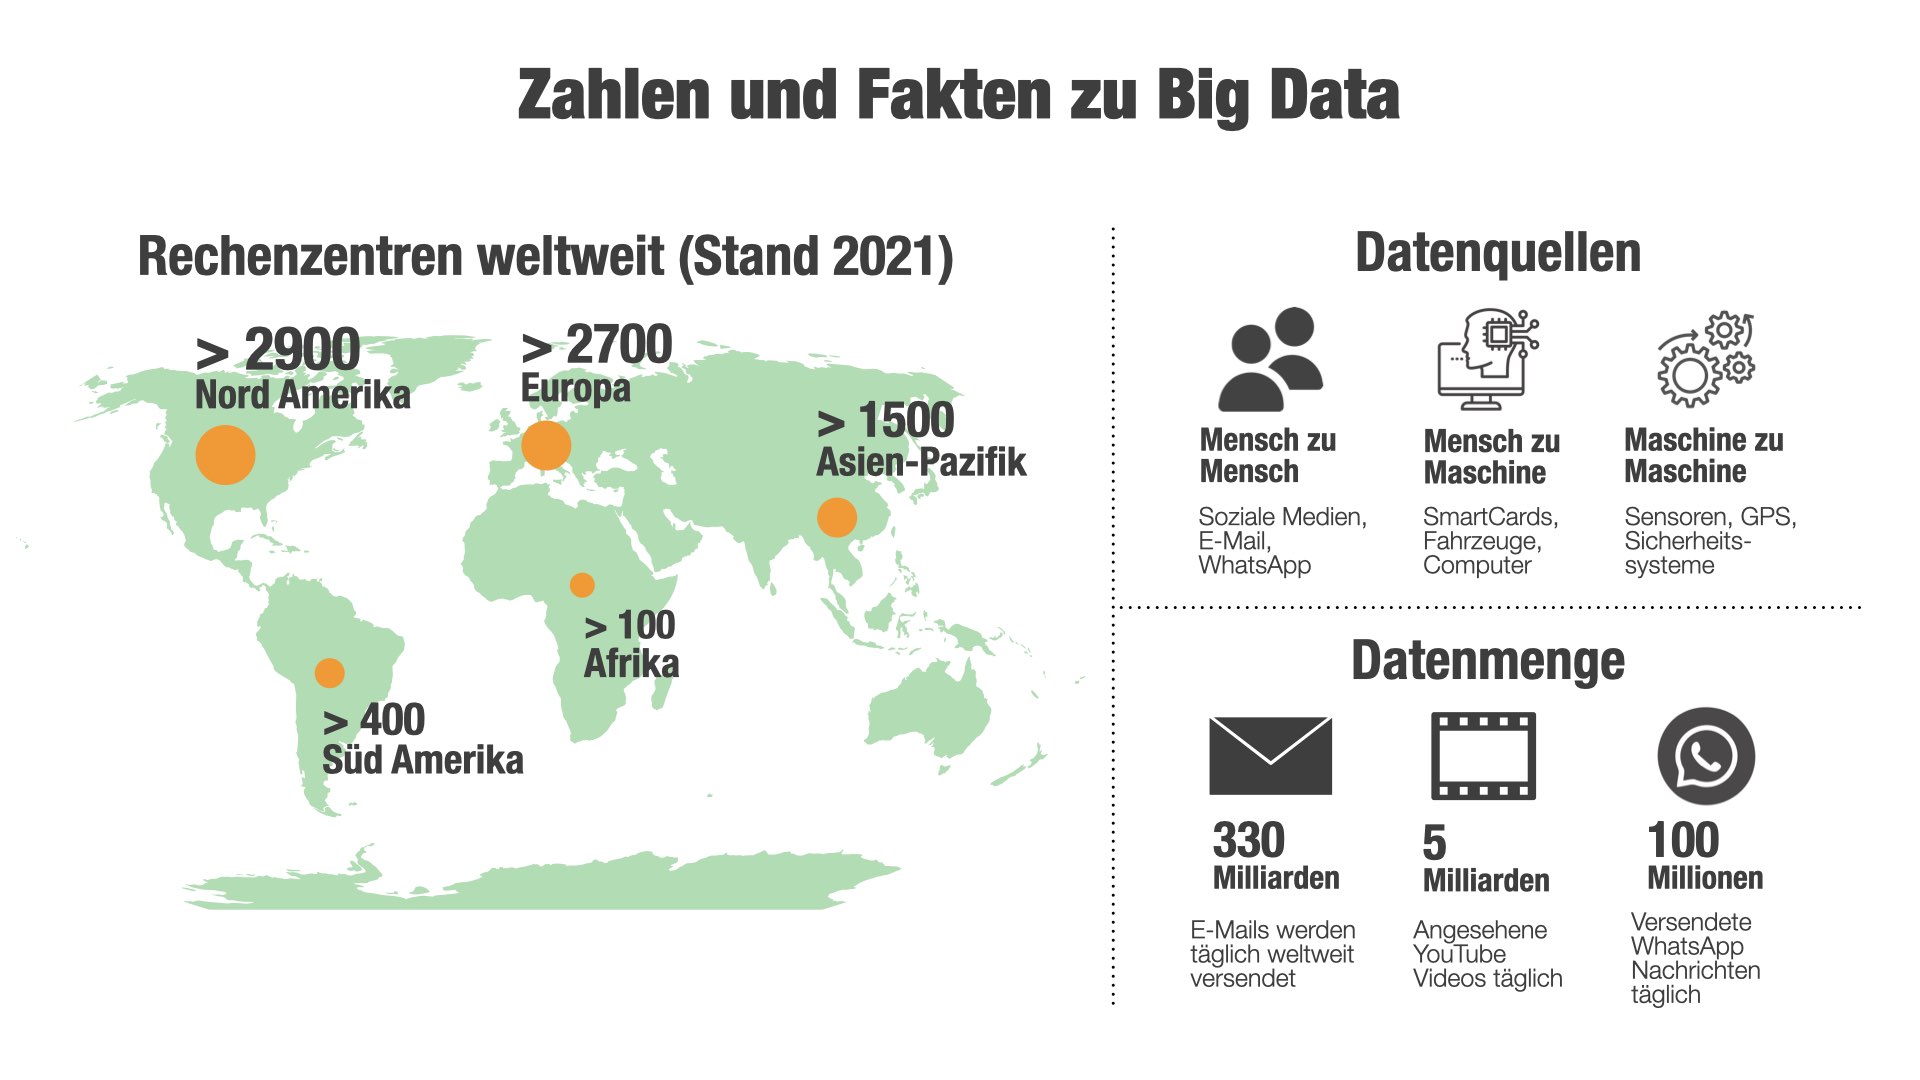 Zahlen und Fakten zu Big Data
Rechenzentren weltweit (Stand 2021)
> 2900
Nord Amerika
> 2700
Europa
> 1500
Asien-Pazifik
> 100
Afrika
> 400
Süd Amerika
Datenquellen
Mensch zu
Mensch
Soziale Medien,
E-Mail,
WhatsApp
Mensch zu
Maschine
SmartCards,
Fahrzeuge,
Computer
Maschine zu
Maschine
Sensoren, GPS,
Sicherheits-
systeme
Datenmenge
330
Milliarden
E-Mails werden
täglich weltweit
versendet
5
Milliarden
Angesehene
YouTube
Videos täglich
100
Millionen
Versendete
WhatsApp
Nachrichten
täglich